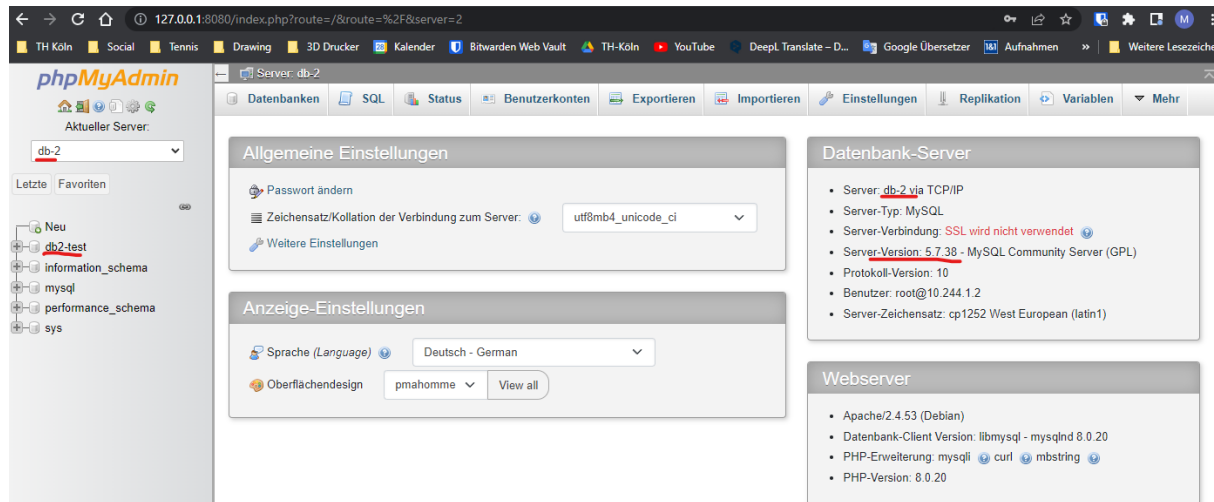 127.0.0.1:8080/index.php?route=/&route=%2F&server=2
TH Köln Social Tennis Drawing 3D Drucker Kalender Bitwarden Web Vault TH-Köln YouTube DeepL Translate – D... Google Übersetzer Aufnahmen » Weitere Lesezeiche
phpMyAdmin
Aktueller Server:
db-2
Letzte Favoriten
Neu
db2-test
information_schema
mysql
performance_schema
sys
Server: db-2
Datenbanken SQL Status Benutzerkonten Exportieren Importieren Einstellungen Replikation Variablen Mehr
Allgemeine Einstellungen
Passwort ändern
Zeichensatz/Kollation der Verbindung zum Server: utf8mb4_unicode_ci
Weitere Einstellungen
Anzeige-Einstellungen
Sprache (Language) Deutsch - German
Oberflächendesign pmahomme View all
Datenbank-Server
• Server: db-2 via TCP/IP
• Server-Typ: MySQL
• Server-Verbindung: SSL wird nicht verwendet
• Server-Version: 5.7.38 - MySQL Community Server (GPL)
• Protokoll-Version: 10
• Benutzer: root@10.244.1.2
• Server-Zeichensatz: cp1252 West European (latin1)
Webserver
• Apache/2.4.53 (Debian)
• Datenbank-Client Version: libmysql - mysqlnd 8.0.20
• PHP-Erweiterung: mysqli curl mbstring
• PHP-Version: 8.0.20